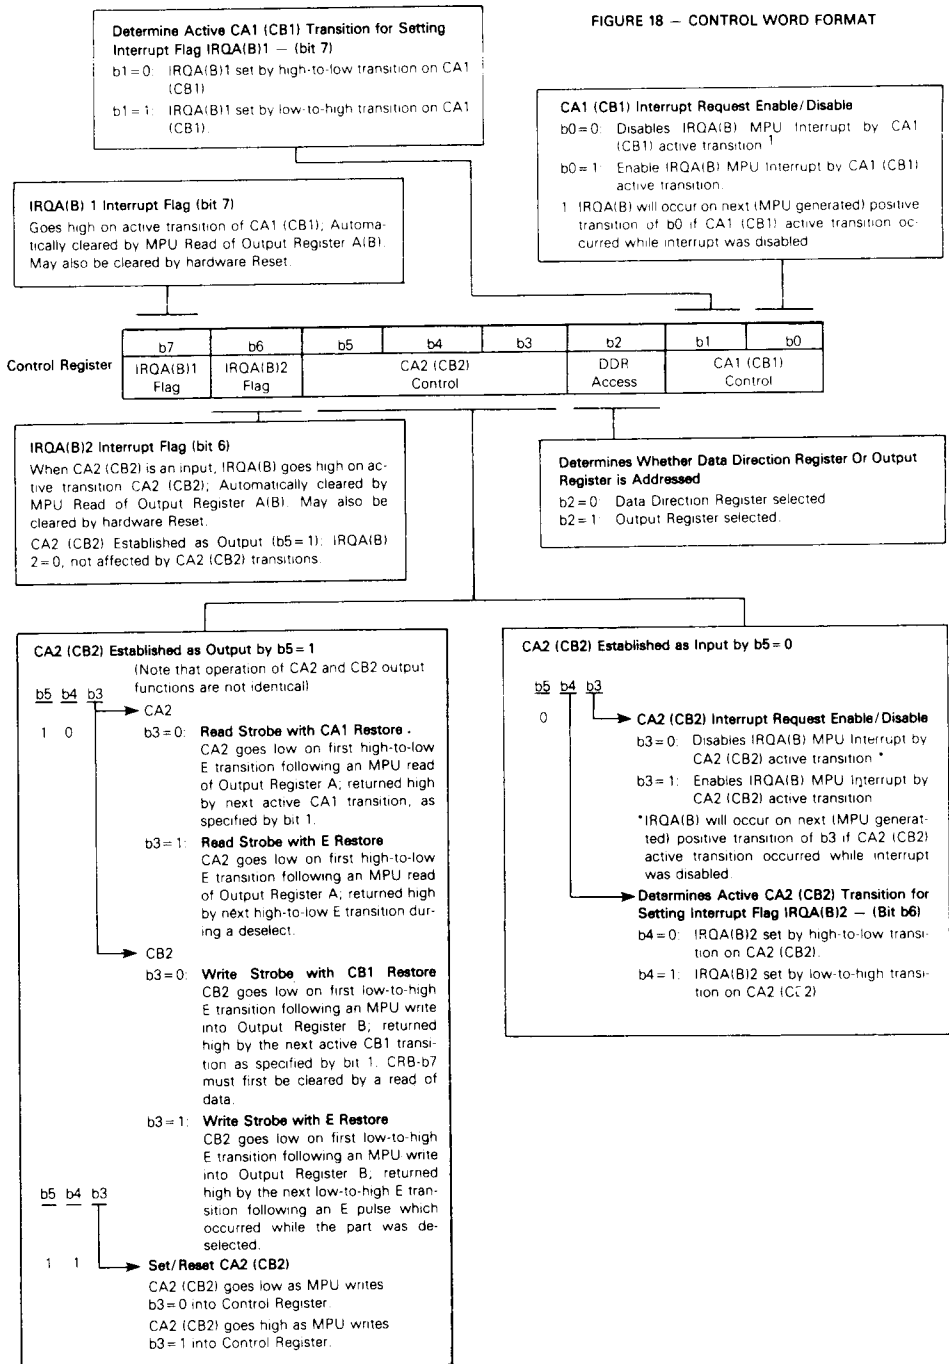 FIGURE 18 — CONTROL WORD FORMAT
Determine Active CA1 (CB1) Transition for Setting
Interrupt Flag IRQA(B)1 — (bit 7)
b1 = 0: IRQA(B)1 set by high-to-low transition on CA1
(CB1)
b1 = 1: IRQA(B)1 set by low-to-high transition on CA1
(CB1).
CA1 (CB1) Interrupt Request Enable/Disable
b0 = 0: Disables IRQA(B) MPU Interrupt by CA1
(CB1) active transition 1
b0 = 1: Enable IRQA(B) MPU Interrupt by CA1 (CB1)
active transition.
1 IRQA(B) will occur on next (MPU generated) positive
transition of b0 if CA1 (CB1) active transition oc-
curred while interrupt was disabled
IRQA(B) 1 Interrupt Flag (bit 7)
Goes high on active transition of CA1 (CB1); Automa-
tically cleared by MPU Read of Output Register A(B).
May also be cleared by hardware Reset.
Control Register
b7 b6 b5 b4 b3 b2 b1 b0
IRQA(B)1 IRQA(B)2 CA2 (CB2) DDR CA1 (CB1)
Flag Flag Control Access Control
IRQA(B)2 Interrupt Flag (bit 6)
When CA2 (CB2) is an input, IRQA(B) goes high on ac-
tive transition CA2 (CB2); Automatically cleared by
MPU Read of Output Register A(B). May also be
cleared by hardware Reset.
CA2 (CB2) Established as Output (b5 = 1): IRQA(B)
2 = 0, not affected by CA2 (CB2) transitions.
Determines Whether Data Direction Register Or Output
Register is Addressed
b2 = 0: Data Direction Register selected
b2 = 1: Output Register selected.
CA2 (CB2) Established as Output by b5 = 1
(Note that operation of CA2 and CB2 output
functions are not identical)
b5 b4 b3
CA2
1 0
b3 = 0: Read Strobe with CA1 Restore .
CA2 goes low on first high-to-low
E transition following an MPU read
of Output Register A; returned high
by next active CA1 transition, as
specified by bit 1.
b3 = 1: Read Strobe with E Restore
CA2 goes low on first high-to-low
E transition following an MPU read
of Output Register A; returned high
by next high-to-low E transition dur-
ing a deselect.
CB2
b3 = 0: Write Strobe with CB1 Restore
CB2 goes low on first low-to-high
E transition following an MPU write
into Output Register B; returned
high by the next active CB1 transi-
tion as specified by bit 1. CRB-b7
must first be cleared by a read of
data.
b3 = 1: Write Strobe with E Restore
CB2 goes low on first low-to-high
E transition following an MPU write
into Output Register B; returned
high by the next low-to-high E tran-
sition following an E pulse which
occurred while the part was de-
selected.
b5 b4 b3
1 1 Set/Reset CA2 (CB2)
CA2 (CB2) goes low as MPU writes
b3 = 0 into Control Register.
CA2 (CB2) goes high as MPU writes
b3 = 1 into Control Register.
CA2 (CB2) Established as Input by b5 = 0
b5 b4 b3
0
CA2 (CB2) Interrupt Request Enable/Disable
b3 = 0: Disables IRQA(B) MPU Interrupt by
CA2 (CB2) active transition *
b3 = 1: Enables IRQA(B) MPU Interrupt by
CA2 (CB2) active transition
*IRQA(B) will occur on next (MPU generat-
ed) positive transition of b3 if CA2 (CB2)
active transition occurred while interrupt
was disabled.
Determines Active CA2 (CB2) Transition for
Setting Interrupt Flag IRQA(B)2 — (Bit b6)
b4 = 0: IRQA(B)2 set by high-to-low transi-
tion on CA2 (CB2).
b4 = 1: IRQA(B)2 set by low-to-high transi-
tion on CA2 (CB2)